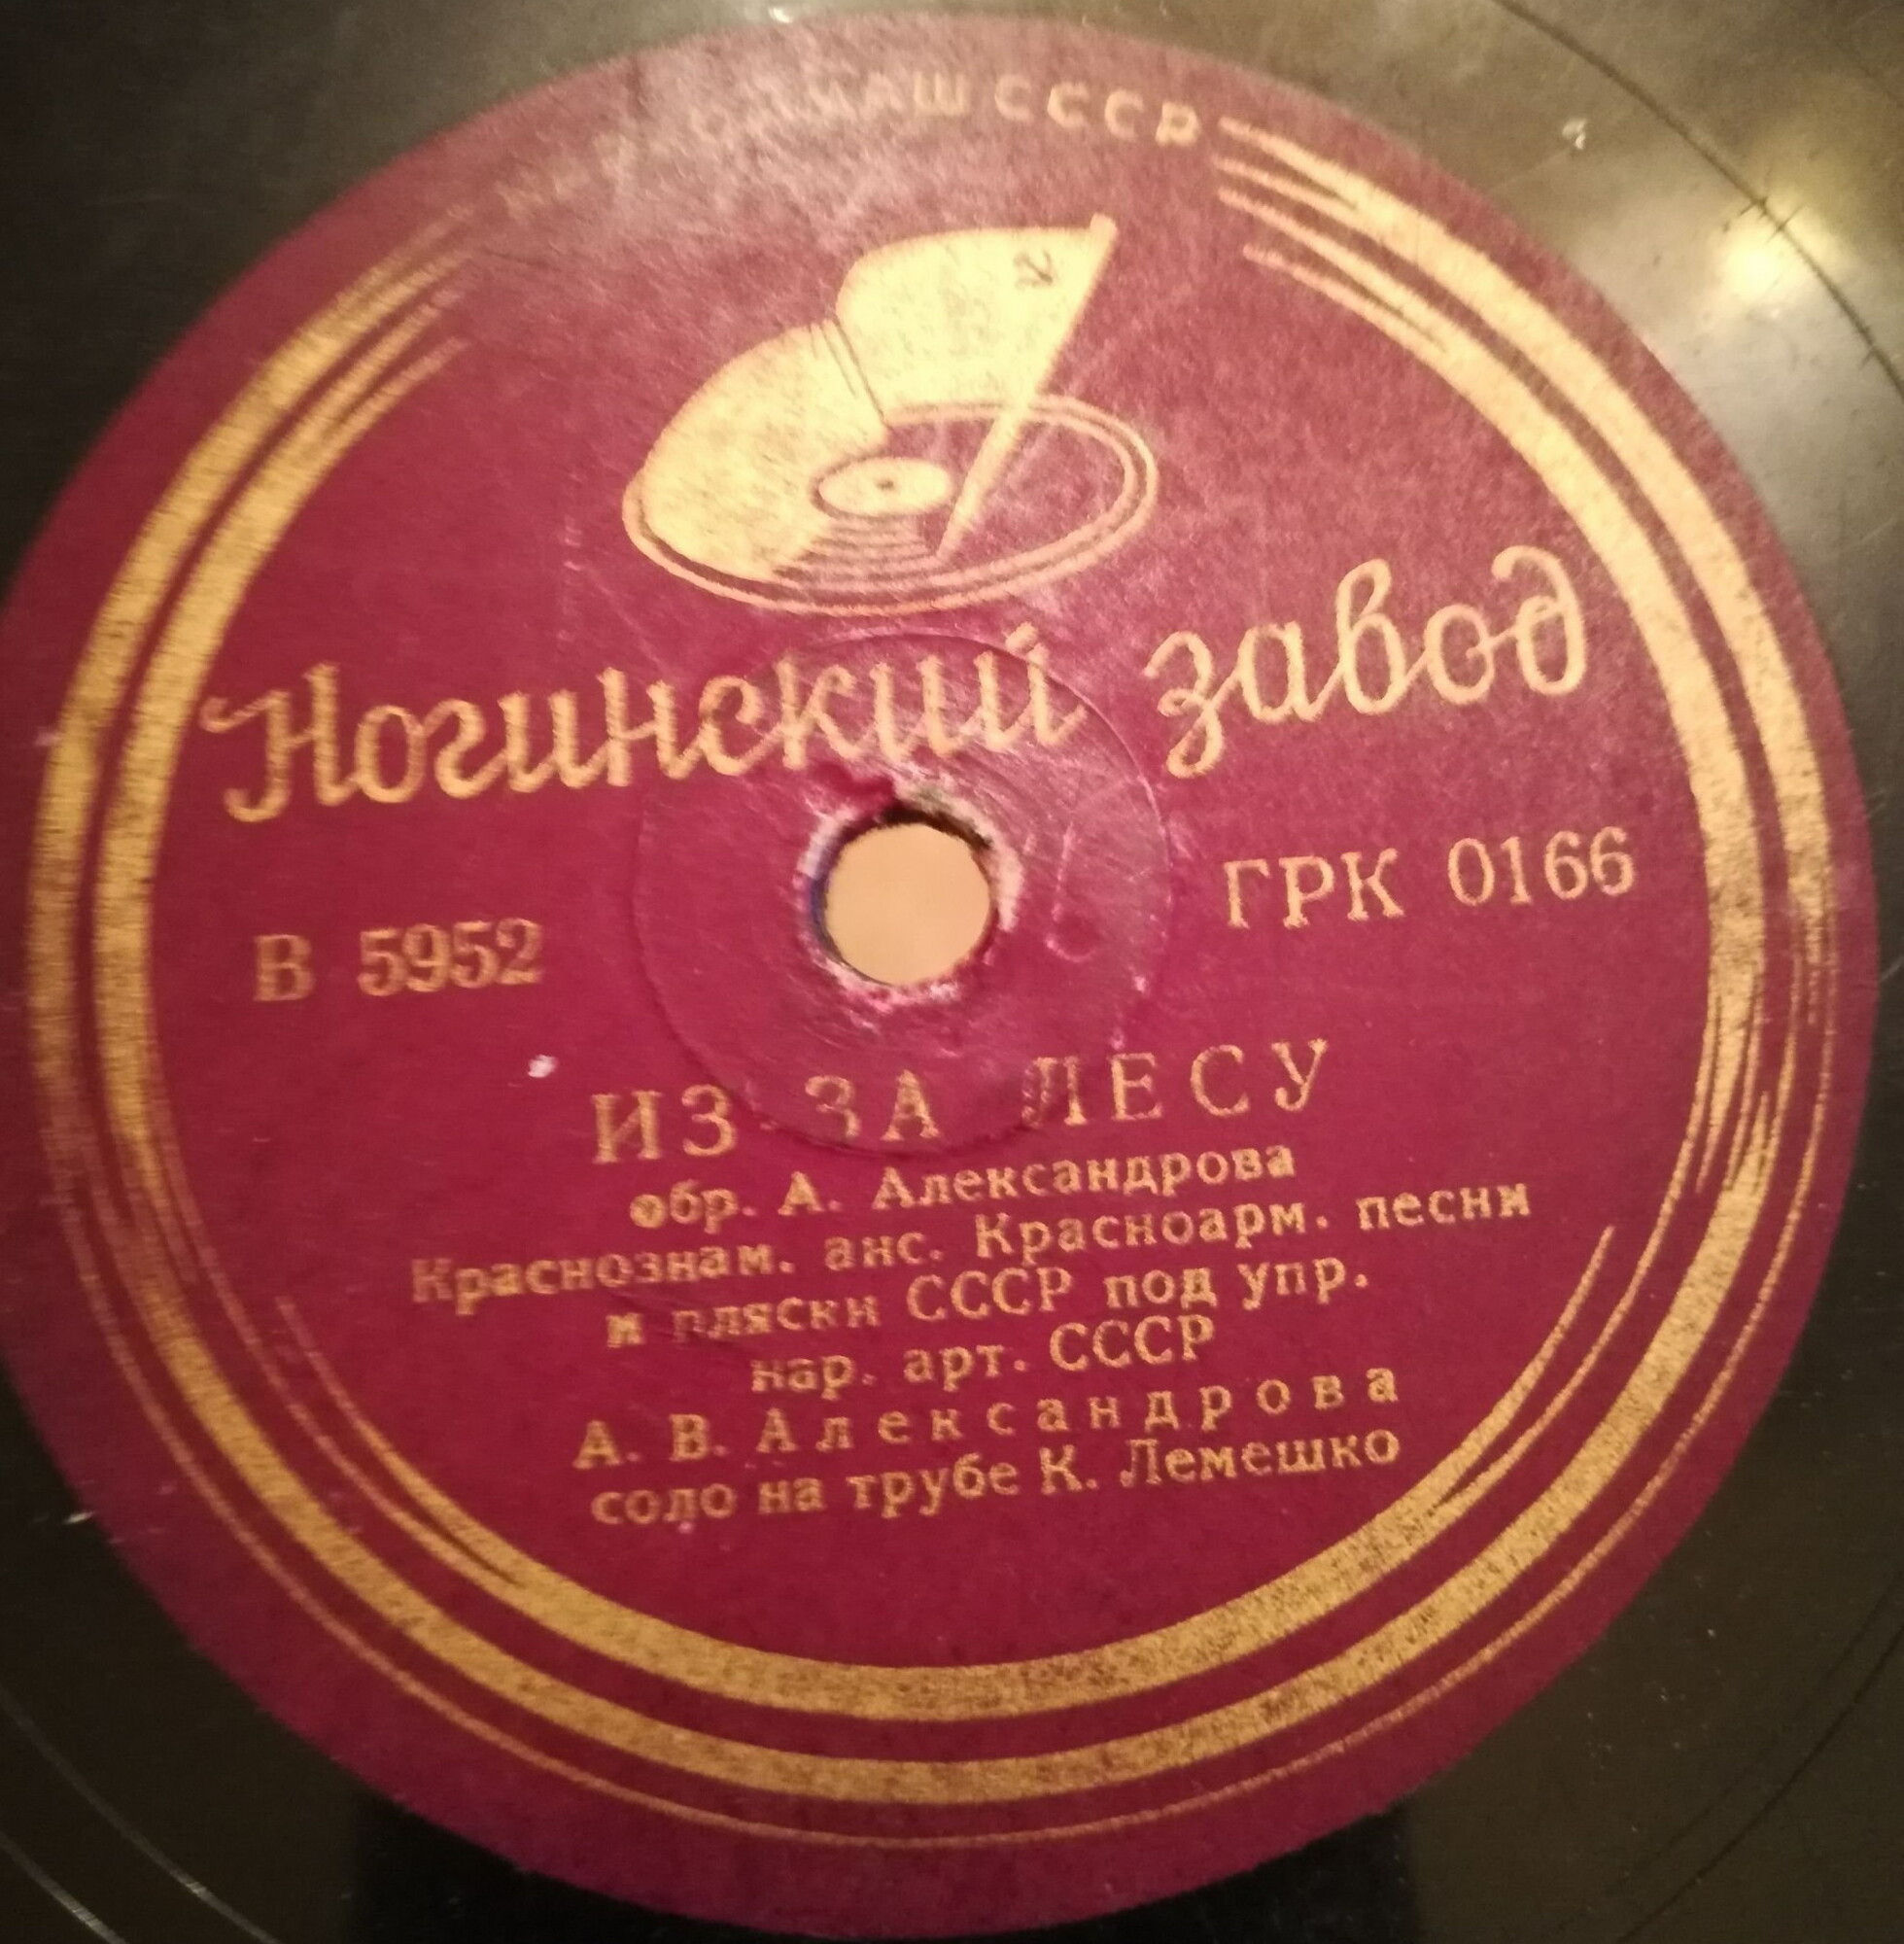 СССР
Ногинский завод
В 5952
ГРК 0166
ИЗ-ЗА ЛЕСУ
обр. А. Александрова
Краснознам. анс. Красноарм. песни
и пляски СССР под упр.
нар. арт. СССР
А. В. Александрова
соло на трубе К. Лемешко